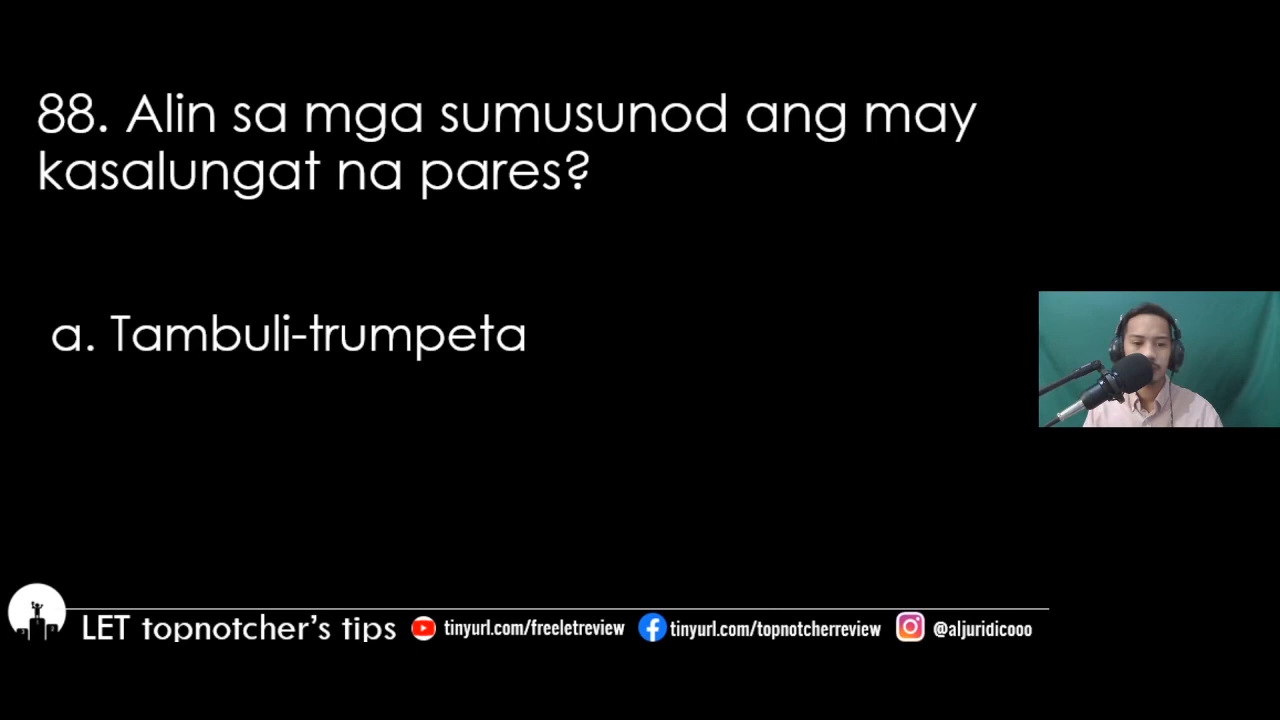 88. Alin sa mga sumusunod ang may
kasalungat na pares?
a. Tambuli-trumpeta
LET topnotcher's tips tinyurl.com/freeletreview tinyurl.com/topnotcherreview @aljuridicooo